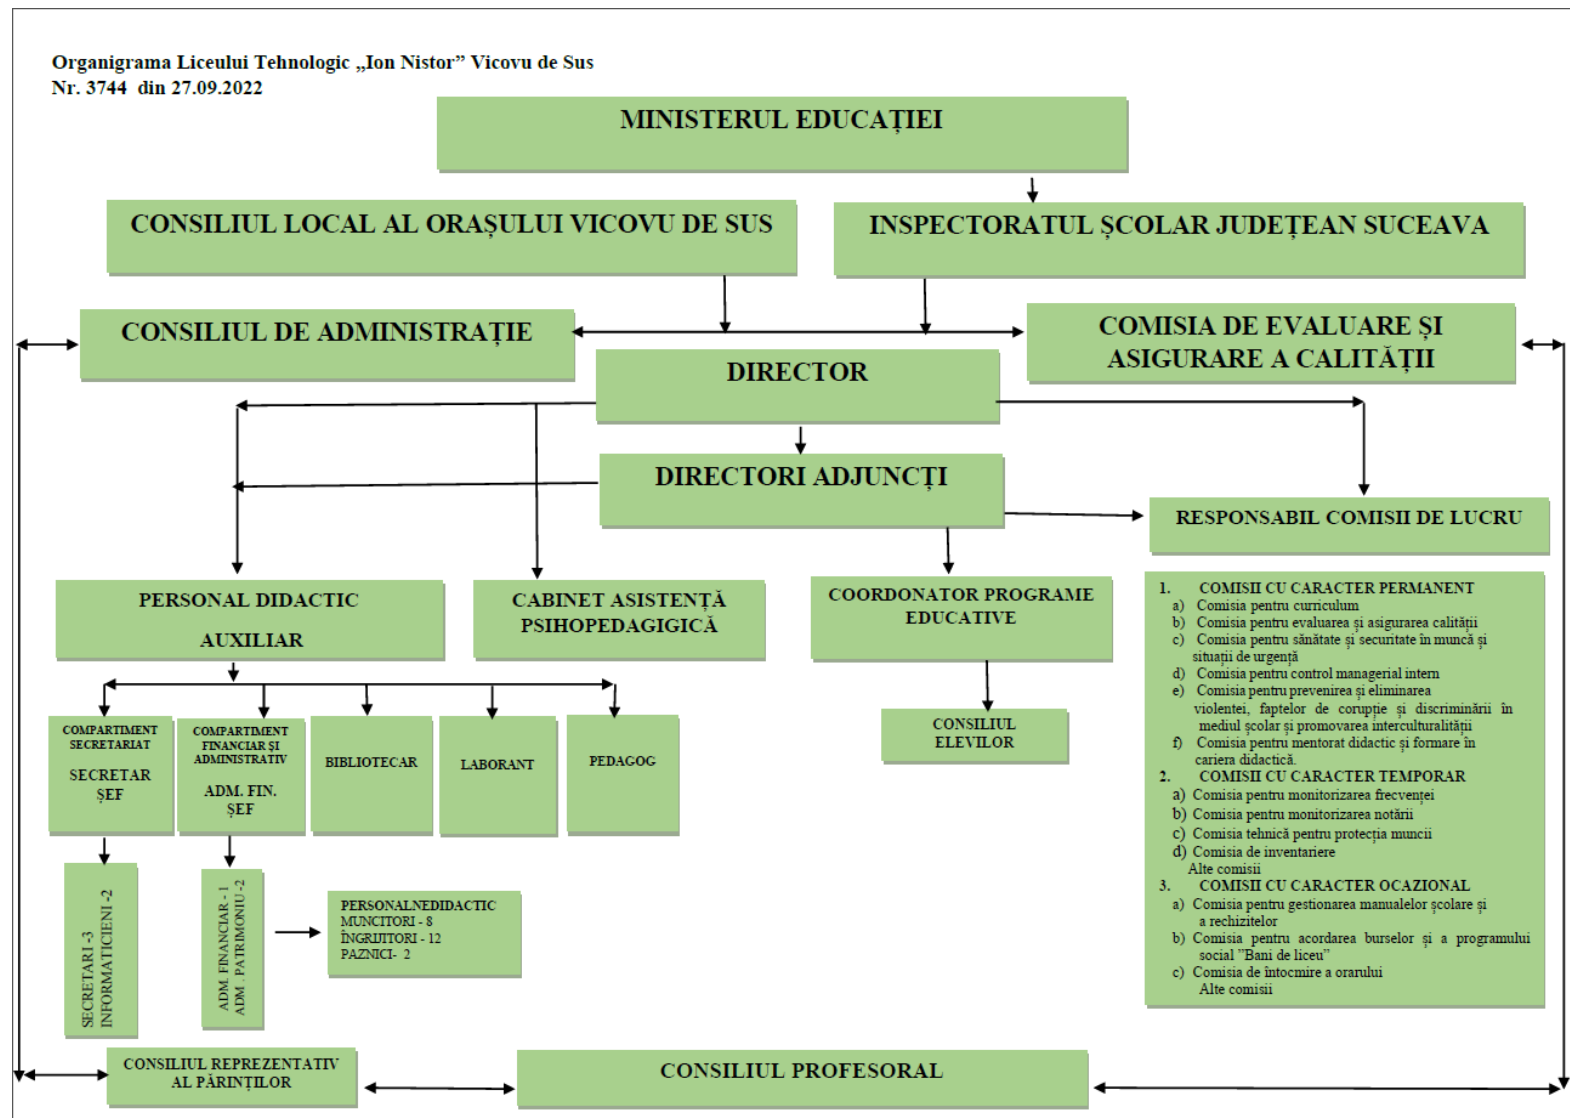 Organigrama Liceului Tehnologic „Ion Nistor” Vicovu de Sus
Nr. 3744 din 27.09.2022
MINISTERUL EDUCAȚIEI
CONSILIUL LOCAL AL ORAȘULUI VICOVU DE SUS
INSPECTORATUL ȘCOLAR JUDEȚEAN SUCEAVA
CONSILIUL DE ADMINISTRAȚIE
COMISIA DE EVALUARE ȘI
ASIGURARE A CALITĂȚII
DIRECTOR
DIRECTORI ADJUNCȚI
RESPONSABIL COMISII DE LUCRU
PERSONAL DIDACTIC
AUXILIAR
CABINET ASISTENȚĂ
PSIHOPEDAGIGICĂ
COORDONATOR PROGRAME
EDUCATIVE
CONSILIUL
ELEVILOR
COMPARTIMENT
SECRETARIAT
SECRETAR
ȘEF
COMPARTIMENT
FINANCIAR ȘI
ADMINISTRATIV
ADM. FIN.
ȘEF
BIBLIOTECAR
LABORANT
PEDAGOG
SECRETARI -3
INFORMATICIENI -2
ADM. FINANCIAR - 1
ADM . PATRIMONIU -2
PERSONALNEDIDACTIC
MUNCITORI - 8
ÎNGRIJITORI - 12
PAZNICI- 2
1. COMISII CU CARACTER PERMANENT
a) Comisia pentru curriculum
b) Comisia pentru evaluarea și asigurarea calității
c) Comisia pentru sănătate și securitate în muncă și
situații de urgență
d) Comisia pentru control managerial intern
e) Comisia pentru prevenirea și eliminarea
violentei, faptelor de corupție și discriminării în
mediul școlar și promovarea interculturalității
f) Comisia pentru mentorat didactic și formare în
cariera didactică.
2. COMISII CU CARACTER TEMPORAR
a) Comisia pentru monitorizarea frecvenței
b) Comisia pentru monitorizarea notării
c) Comisia tehnică pentru protecția muncii
d) Comisia de inventariere
Alte comisii
3. COMISII CU CARACTER OCAZIONAL
a) Comisia pentru gestionarea manualelor școlare și
a rechizitelor
b) Comisia pentru acordarea burselor și a programului
social ”Bani de liceu”
c) Comisia de întocmire a orarului
Alte comisii
CONSILIUL REPREZENTATIV
AL PĂRINȚILOR
CONSILIUL PROFESORAL